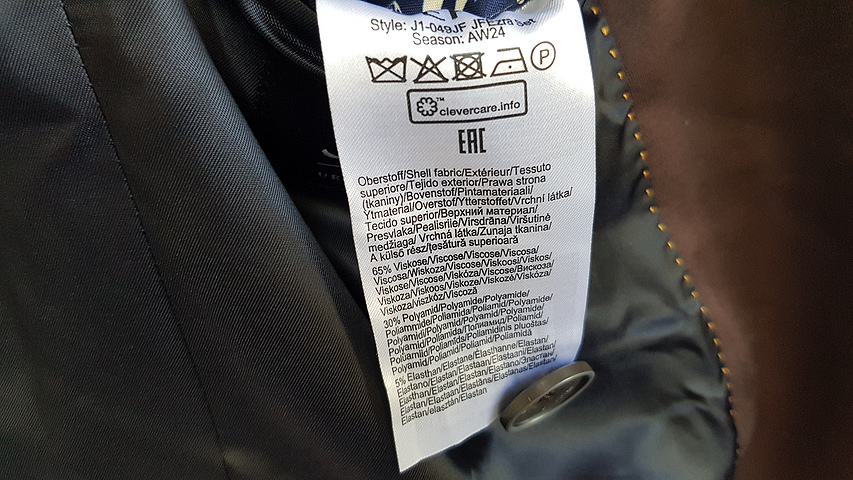 Style: J1-049JF JFEzra Set
Season: AW24
P
clevercare.info
EAC
Oberstoff/Shell fabric/Extérieur/Tessuto
superiore/Tejido exterior/Prawa strona
(tkaniny)/Bovenstof/Pintamateriaali/
Ytmaterial/Overstof/Ytterstoffet/Vrchní látka/
Tecido superior/Верхний материал/
Presvlaka/Pealisriie/Virsdrāna/Viršutinė
medžiaga/ Vrchná látka/Zunaja tkanina/
A külső rész/ţesătură superioară
65% Viskose/Viscose/Viscose/Viscosa/
Viscosa/Wiskoza/Viscose/Viskoosi/Viskos/
Viskose/Viscose/Viskóza/Viscose/Вискоза/
Viskoza/Viskoos/Viskoze/Viskozė/Viskóza/
Viskoza/viszkóz/Viscoză
30% Polyamid/Polyamide/Polyamide/
Poliammide/Poliamida/Poliamid/Polyamide/
Polyamidi/Polyamid/Polyamid/Polyamid/
Polyamid/Poliamida/Полиамид/Poliamid/
Polüamiid/Poliamīds/Poliamidinis pluoštas/
Polyamid/Poliamid/Poliamid/Poliamidă
5% Elasthan/Elastane/Élasthanne/Elastan/
Elastano/Elastan/Elastaan/Elastaani/Elastan/
Elasthan/Elastan/Elastan/Elastano/Эластан/
Elastan/Elastaan/Elastāns/Elastanas/Elastan/
Elastan/elasztán/Elastan